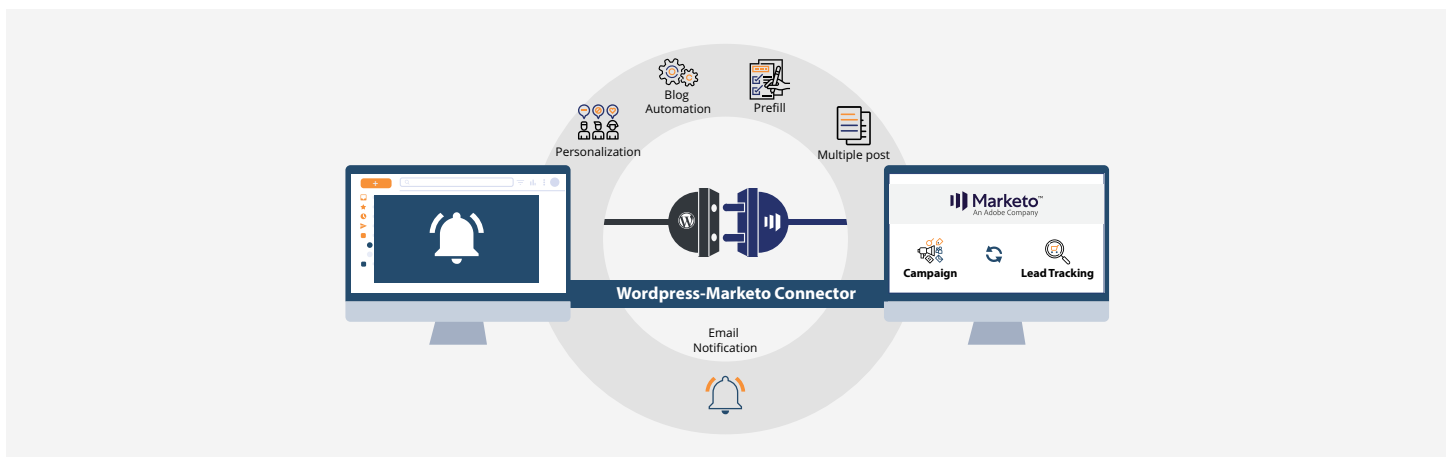 Blog
Automation
Prefill
Personalization
Multiple post
Marketo™
An Adobe Company
Campaign
Lead Tracking
Wordpress-Marketo Connector
Email
Notification